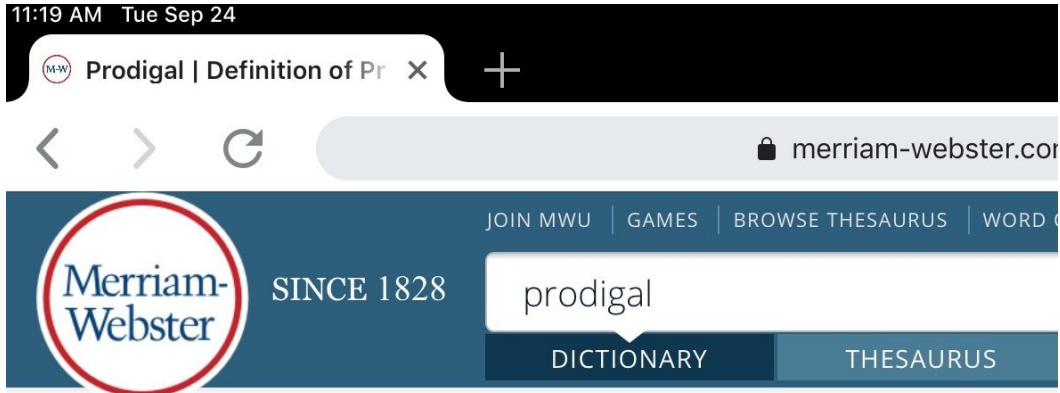 11:19 AM Tue Sep 24
M-W Prodigal | Definition of Pr
merriam-webster.com
JOIN MWU GAMES BROWSE THESAURUS WORD
Merriam-
Webster
SINCE 1828
prodigal
DICTIONARY THESAURUS